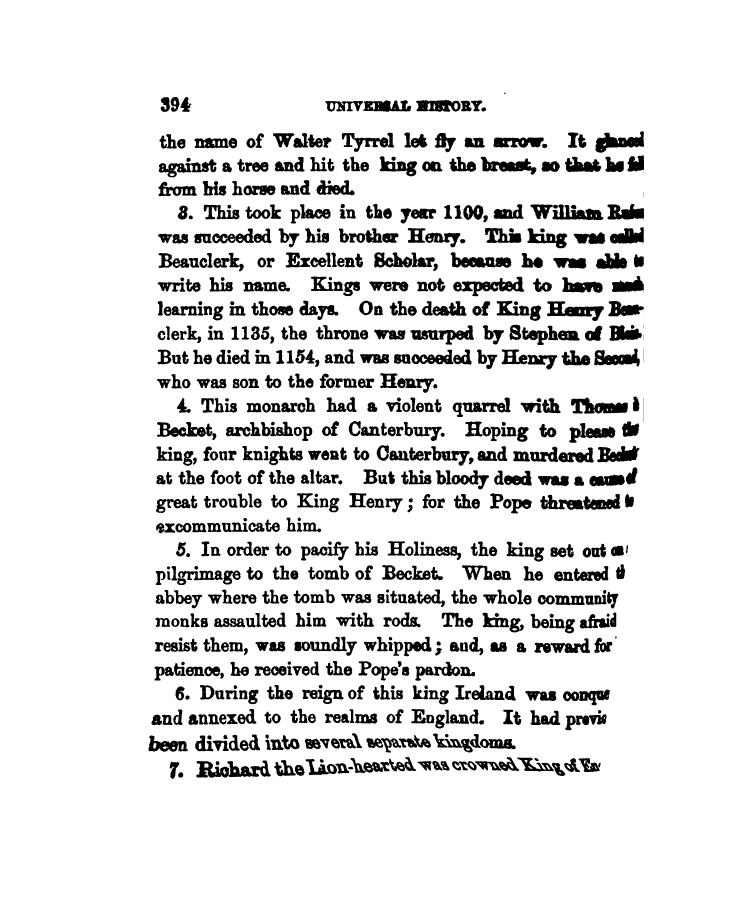 394 UNIVERSAL HISTORY.
the name of Walter Tyrrel let fly an arrow. It glanced
against a tree and hit the king on the breast, so that he fell
from his horse and died.
3. This took place in the year 1100, and William Rufus
was succeeded by his brother Henry. This king was called
Beauclerk, or Excellent Scholar, because he was able to
write his name. Kings were not expected to have much
learning in those days. On the death of King Henry Beau-
clerk, in 1135, the throne was usurped by Stephen of Blois.
But he died in 1154, and was succeeded by Henry the Second,
who was son to the former Henry.
4. This monarch had a violent quarrel with Thomas à
Becket, archbishop of Canterbury. Hoping to please the
king, four knights went to Canterbury, and murdered Becket
at the foot of the altar. But this bloody deed was a cause of
great trouble to King Henry; for the Pope threatened to
excommunicate him.
5. In order to pacify his Holiness, the king set out on
pilgrimage to the tomb of Becket. When he entered th
abbey where the tomb was situated, the whole community
monks assaulted him with rods. The king, being afraid
resist them, was soundly whipped; and, as a reward for
patience, he received the Pope's pardon.
6. During the reign of this king Ireland was conque
and annexed to the realms of England. It had previo
been divided into several separate kingdoms.
7. Richard the Lion-hearted was crowned King of En